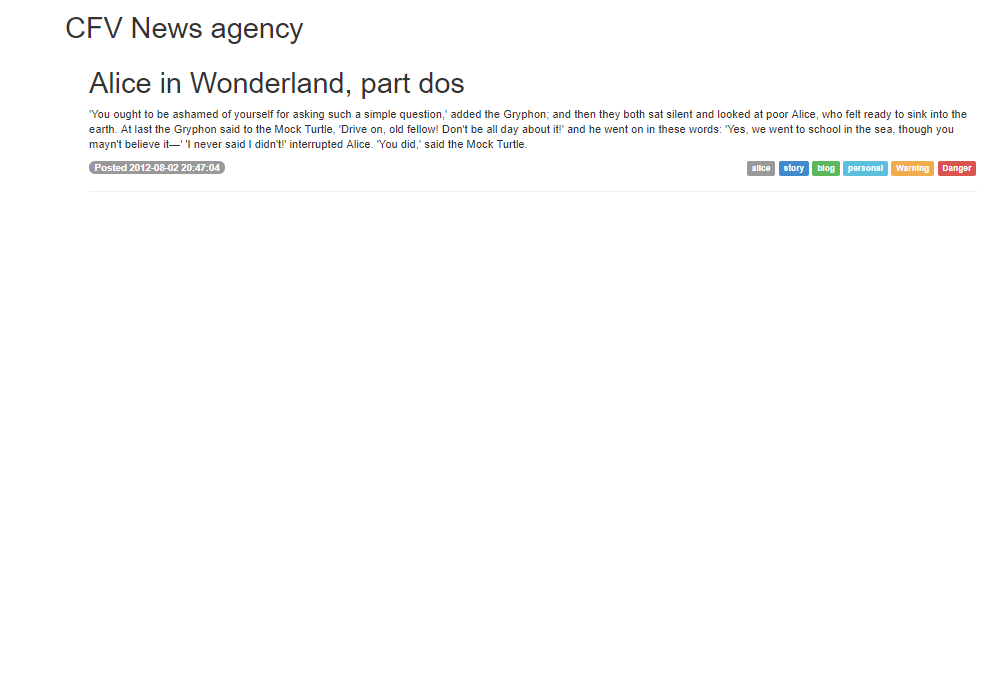 CFV News agency
Alice in Wonderland, part dos
'You ought to be ashamed of yourself for asking such a simple question,' added the Gryphon; and then they both sat silent and looked at poor Alice, who felt ready to sink into the
earth. At last the Gryphon said to the Mock Turtle, 'Drive on, old fellow! Don't be all day about it!' and he went on in these words: 'Yes, we went to school in the sea, though you
mayn't believe it—' 'I never said I didn't!' interrupted Alice. 'You did,' said the Mock Turtle.
Posted 2012-08-02 20:47:04 alice story blog personal Warning Danger